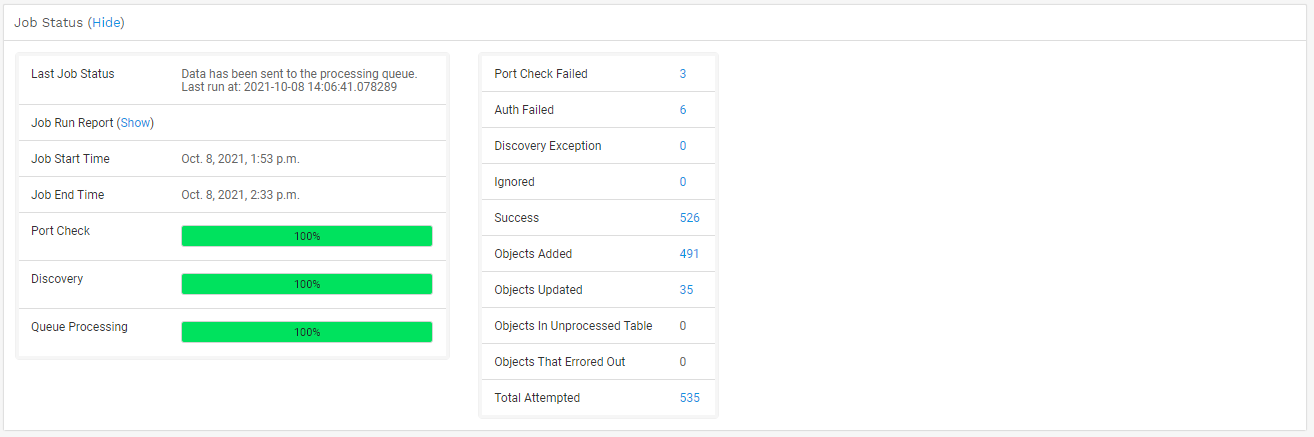 Job Status (Hide)
Last Job Status
Data has been sent to the processing queue.
Last run at: 2021-10-08 14:06:41.078289
Job Run Report (Show)
Job Start Time
Oct. 8, 2021, 1:53 p.m.
Job End Time
Oct. 8, 2021, 2:33 p.m.
Port Check
100%
Discovery
100%
Queue Processing
100%
Port Check Failed 3
Auth Failed 6
Discovery Exception 0
Ignored 0
Success 526
Objects Added 491
Objects Updated 35
Objects In Unprocessed Table 0
Objects That Errored Out 0
Total Attempted 535